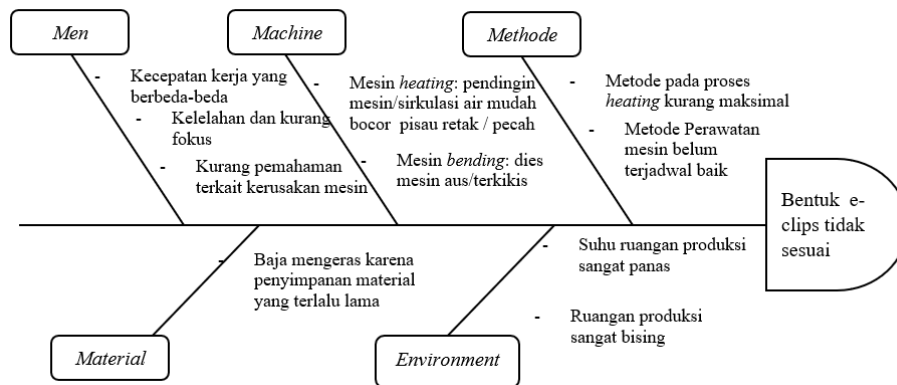 Men
Machine
Methode
- Kecepatan kerja yang
berbeda-beda
- Kelelahan dan kurang
fokus
- Kurang pemahaman
terkait kerusakan mesin
- Mesin heating: pendingin
mesin/sirkulasi air mudah
bocor pisau retak / pecah
- Mesin bending: dies
mesin aus/terkikis
- Metode pada proses
heating kurang maksimal
- Metode Perawatan
mesin belum
terjadwal baik
Bentuk e-
clips tidak
sesuai
- Baja mengeras karena
penyimpanan material
yang terlalu lama
- Suhu ruangan produksi
sangat panas
- Ruangan produksi
sangat bising
Material
Environment